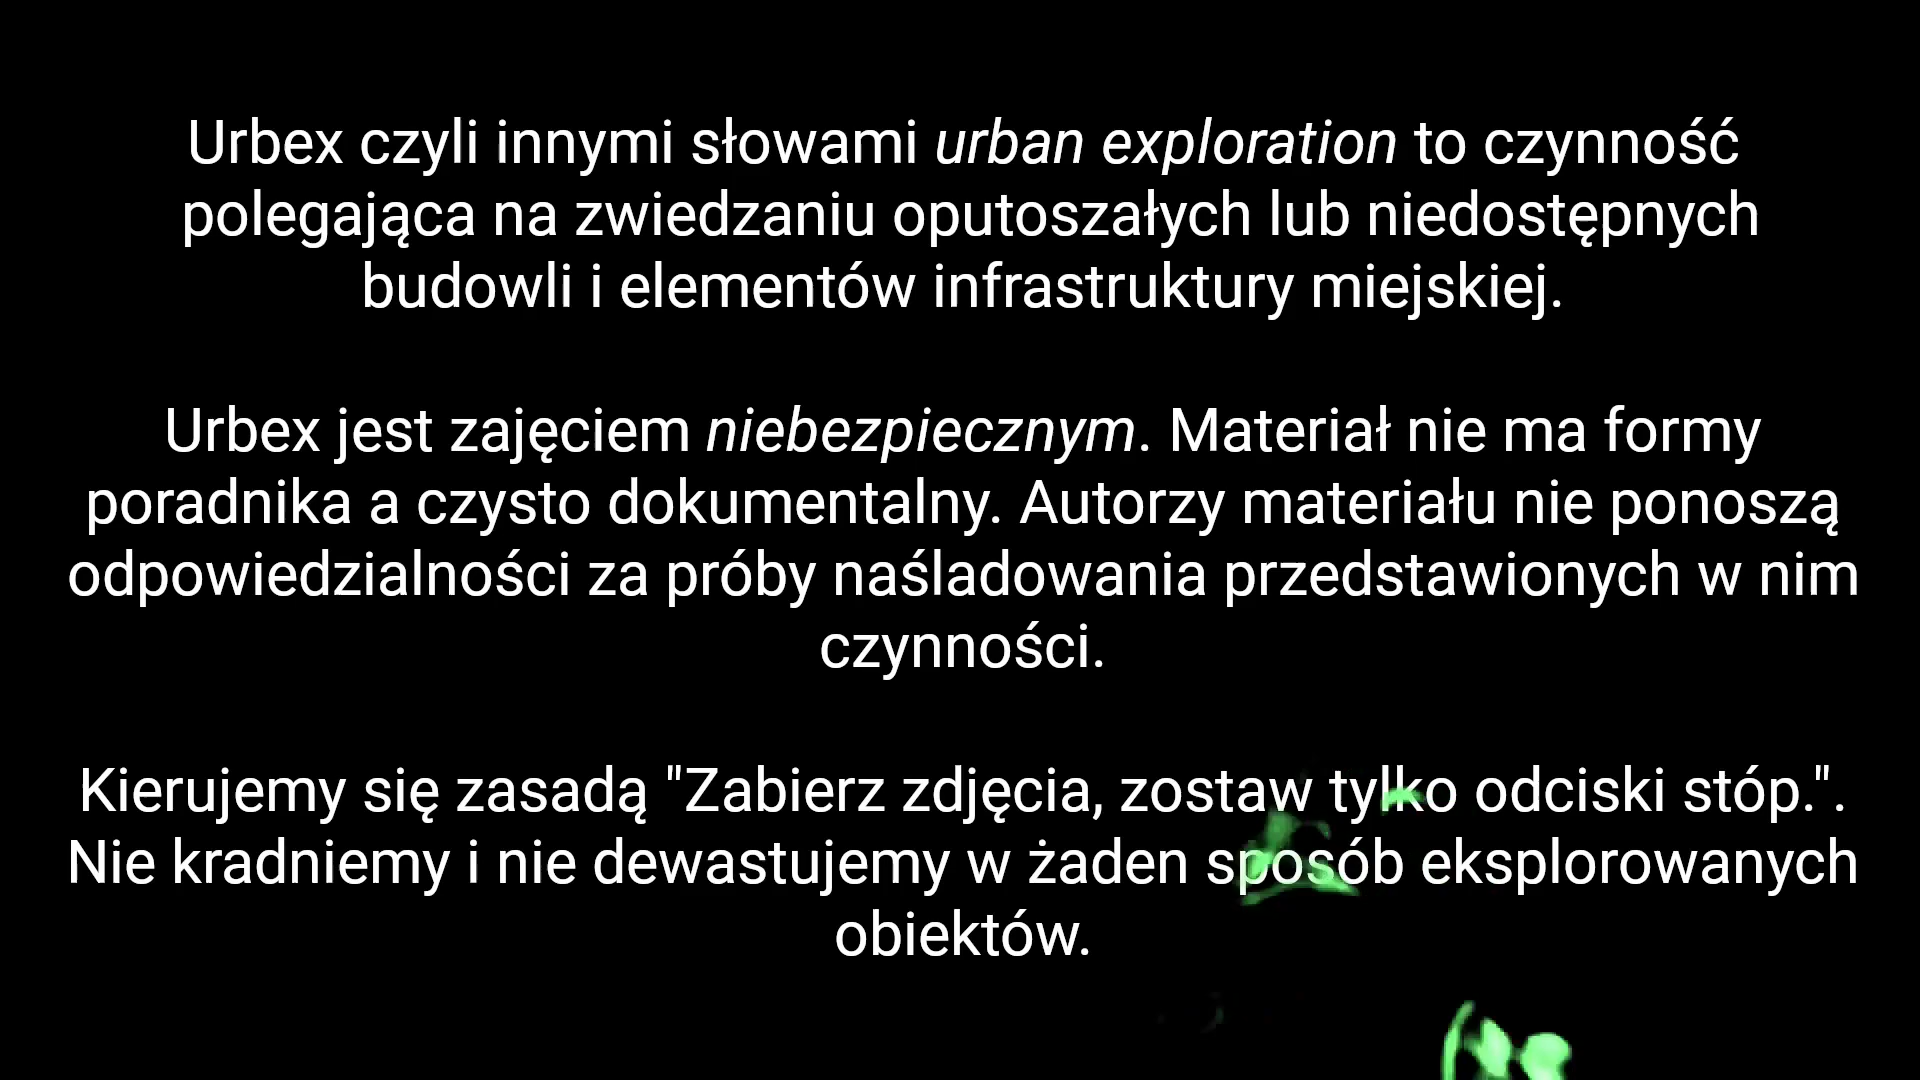 Urbex czyli innymi słowami urban exploration to czynność
polegająca na zwiedzaniu oputoszałych lub niedostępnych
budowli i elementów infrastruktury miejskiej.
Urbex jest zajęciem niebezpiecznym. Materiał nie ma formy
poradnika a czysto dokumentalny. Autorzy materiału nie ponoszą
odpowiedzialności za próby naśladowania przedstawionych w nim
czynności.
Kierujemy się zasadą "Zabierz zdjęcia, zostaw tylko odciski stóp.".
Nie kradniemy i nie dewastujemy w żaden sposób eksplorowanych
obiektów.